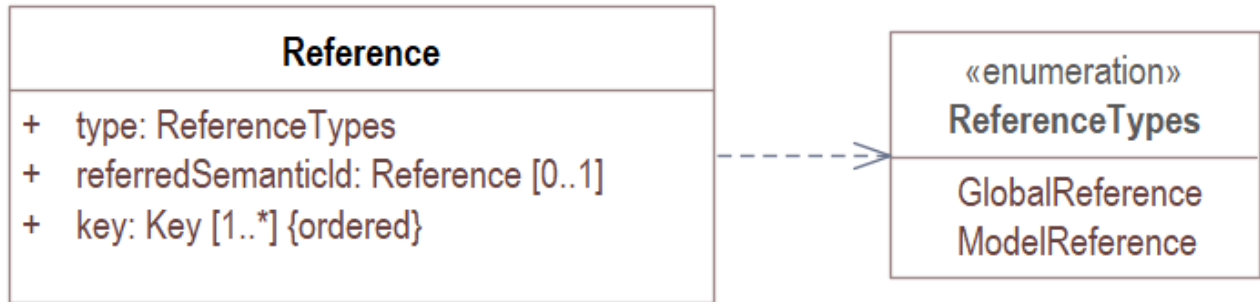 Reference
+ type: ReferenceTypes
+ referredSemanticId: Reference [0..1]
+ key: Key [1..*] {ordered}
«enumeration»
ReferenceTypes
GlobalReference
ModelReference